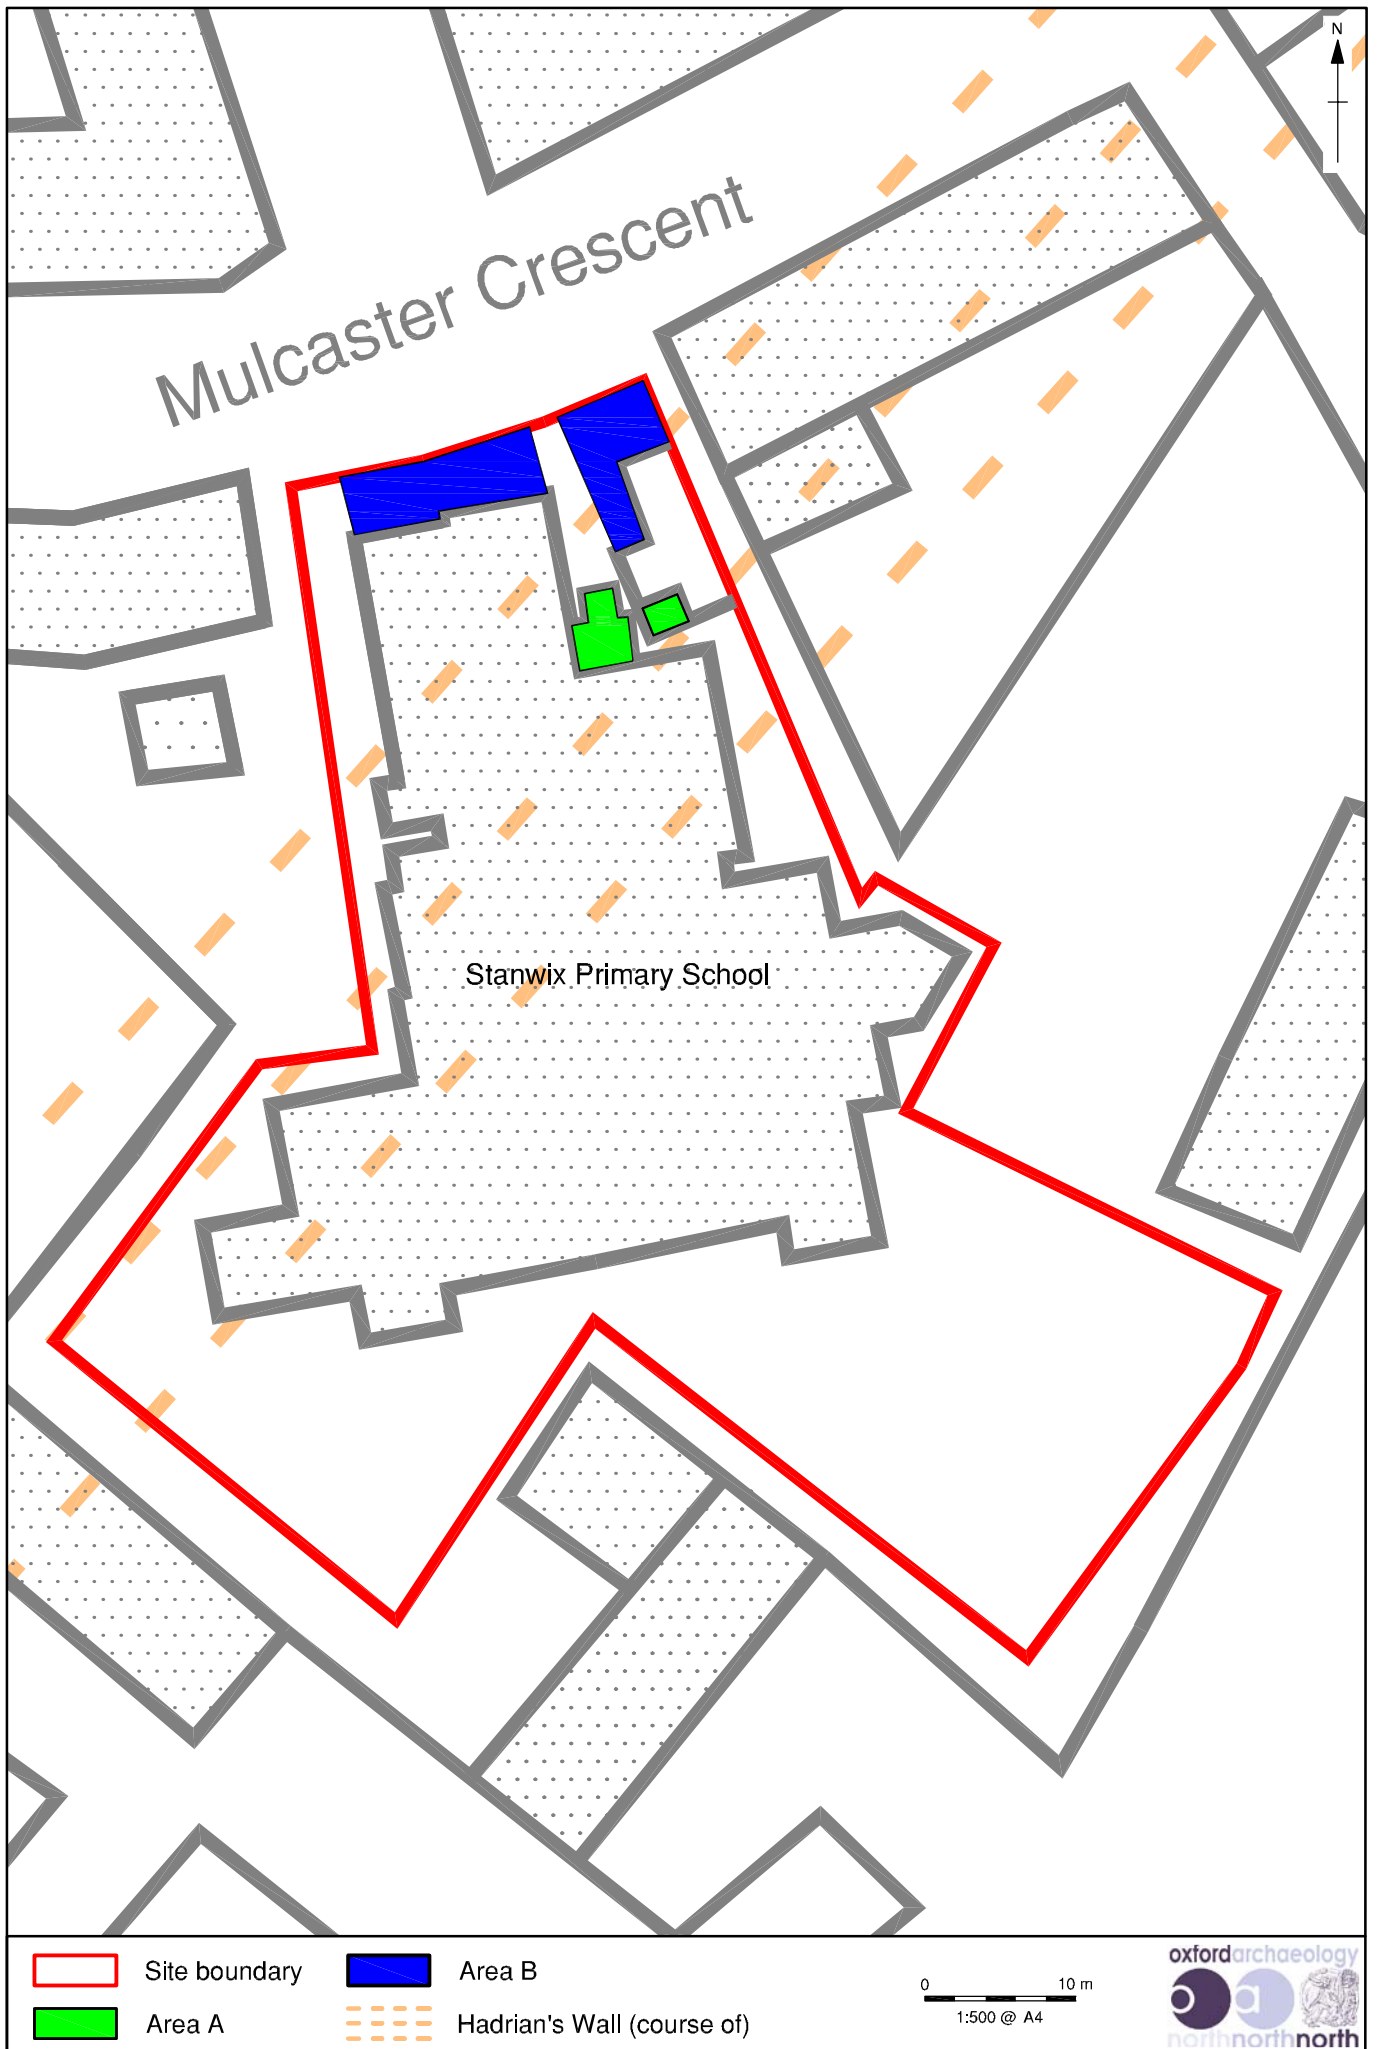 N
Mulcaster Crescent
Stanwix Primary School
Site boundary
Area B
Area A
Hadrian's Wall (course of)
0 10 m
1:500 @ A4
oxfordarchaeology
oa a
northnorthnorth